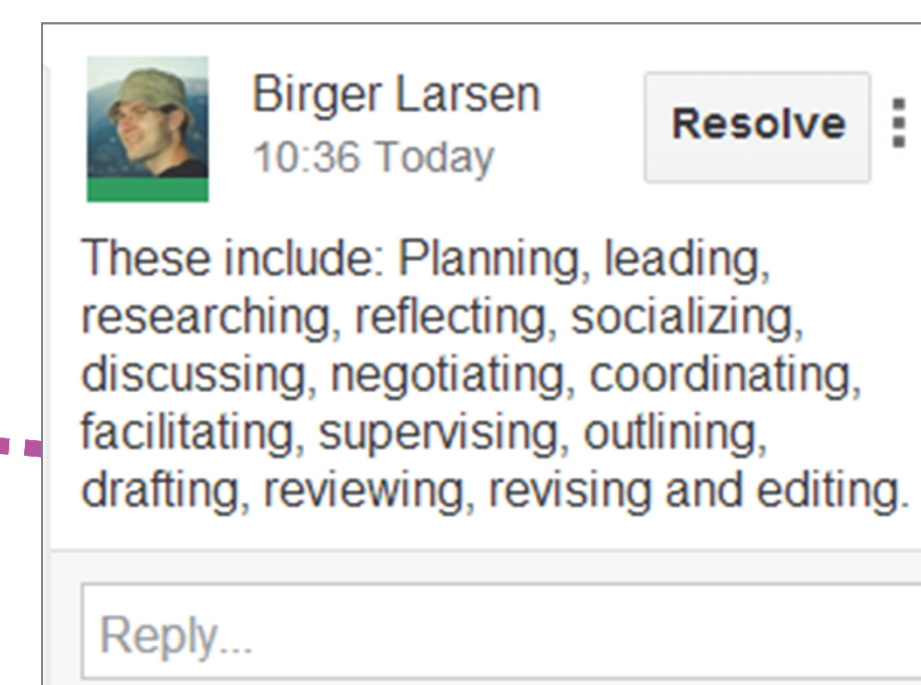 Birger Larsen
10:36 Today
Resolve
These include: Planning, leading,
researching, reflecting, socializing,
discussing, negotiating, coordinating,
facilitating, supervising, outlining,
drafting, reviewing, revising and editing.
Reply...